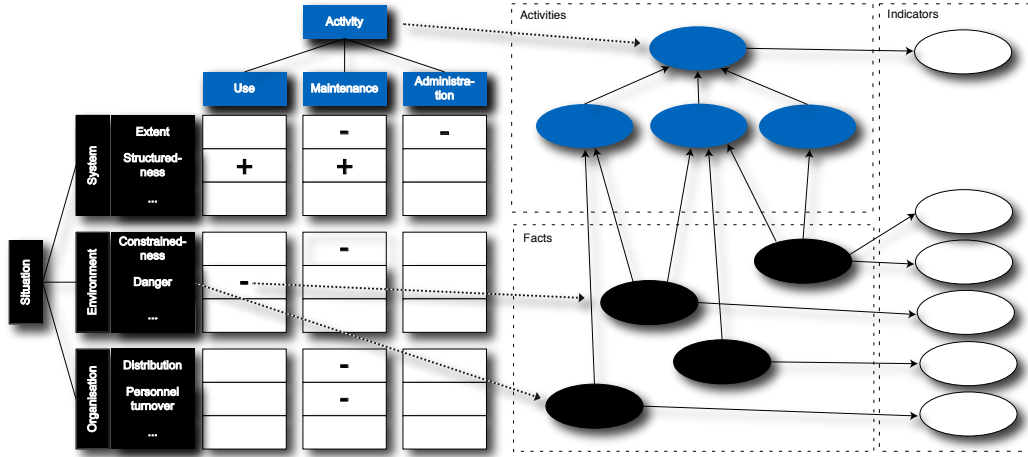 Activity
Use
Maintenance
Administra-
tion
Situation
System
Extent
-
-
Structured-
ness
+
+
...
Environment
Constrained-
ness
-
Danger
-
...
Organisation
Distribution
-
Personnel
turnover
-
...
Activities
Facts
Indicators